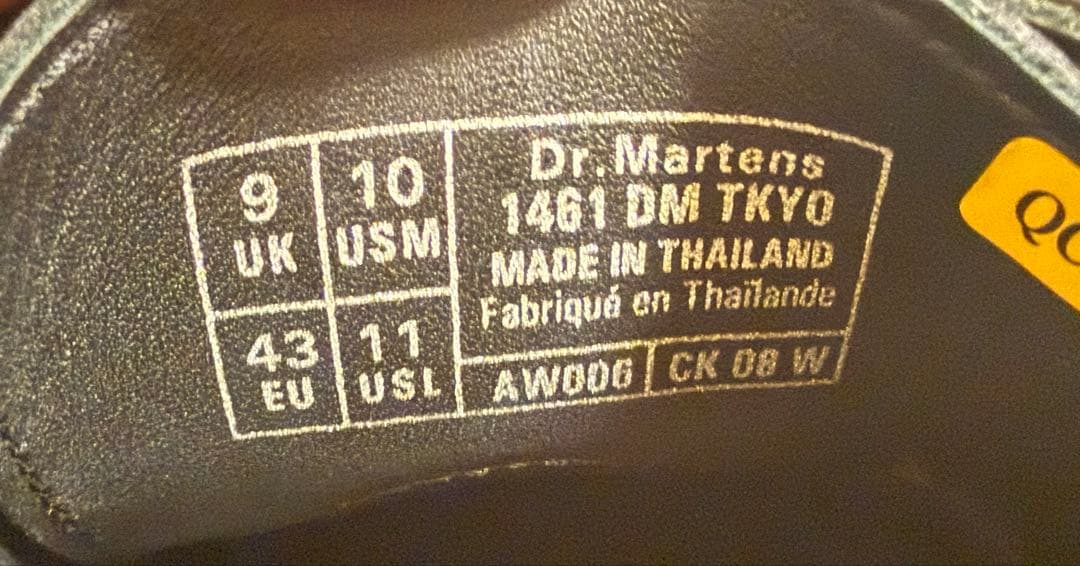 9
UK
10
USM
43
EU
11
USL
Dr. Martens
1461 DM TKYO
MADE IN THAILAND
Fabriqué en Thaïlande
AW006
CK 08 W